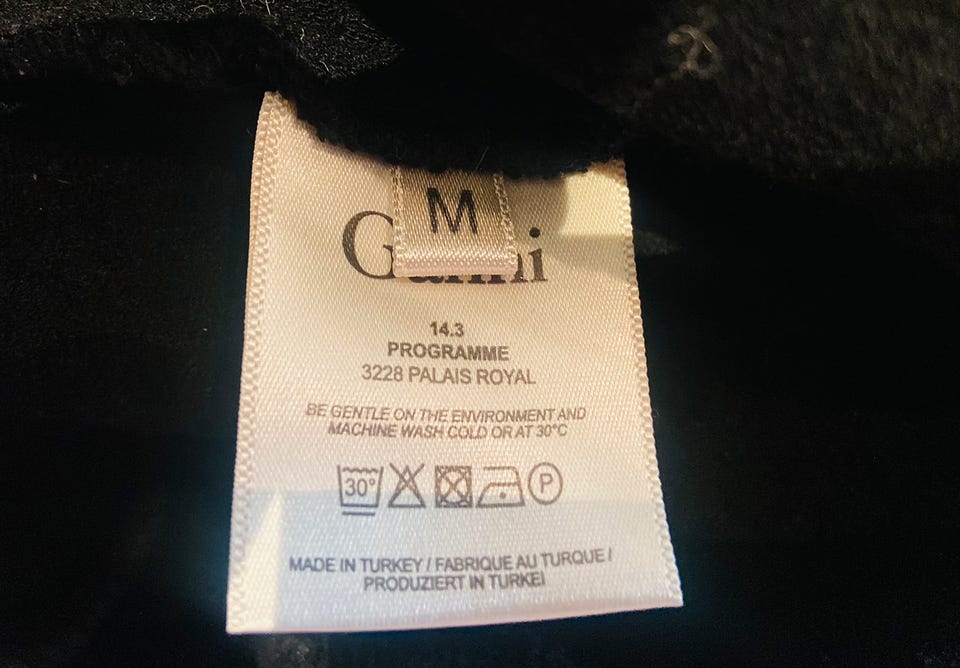 M
Ganni
14.3
PROGRAMME
3228 PALAIS ROYAL
BE GENTLE ON THE ENVIRONMENT AND
MACHINE WASH COLD OR AT 30°C
30° P
MADE IN TURKEY / FABRIQUE AU TURQUE /
PRODUZIERT IN TURKEI